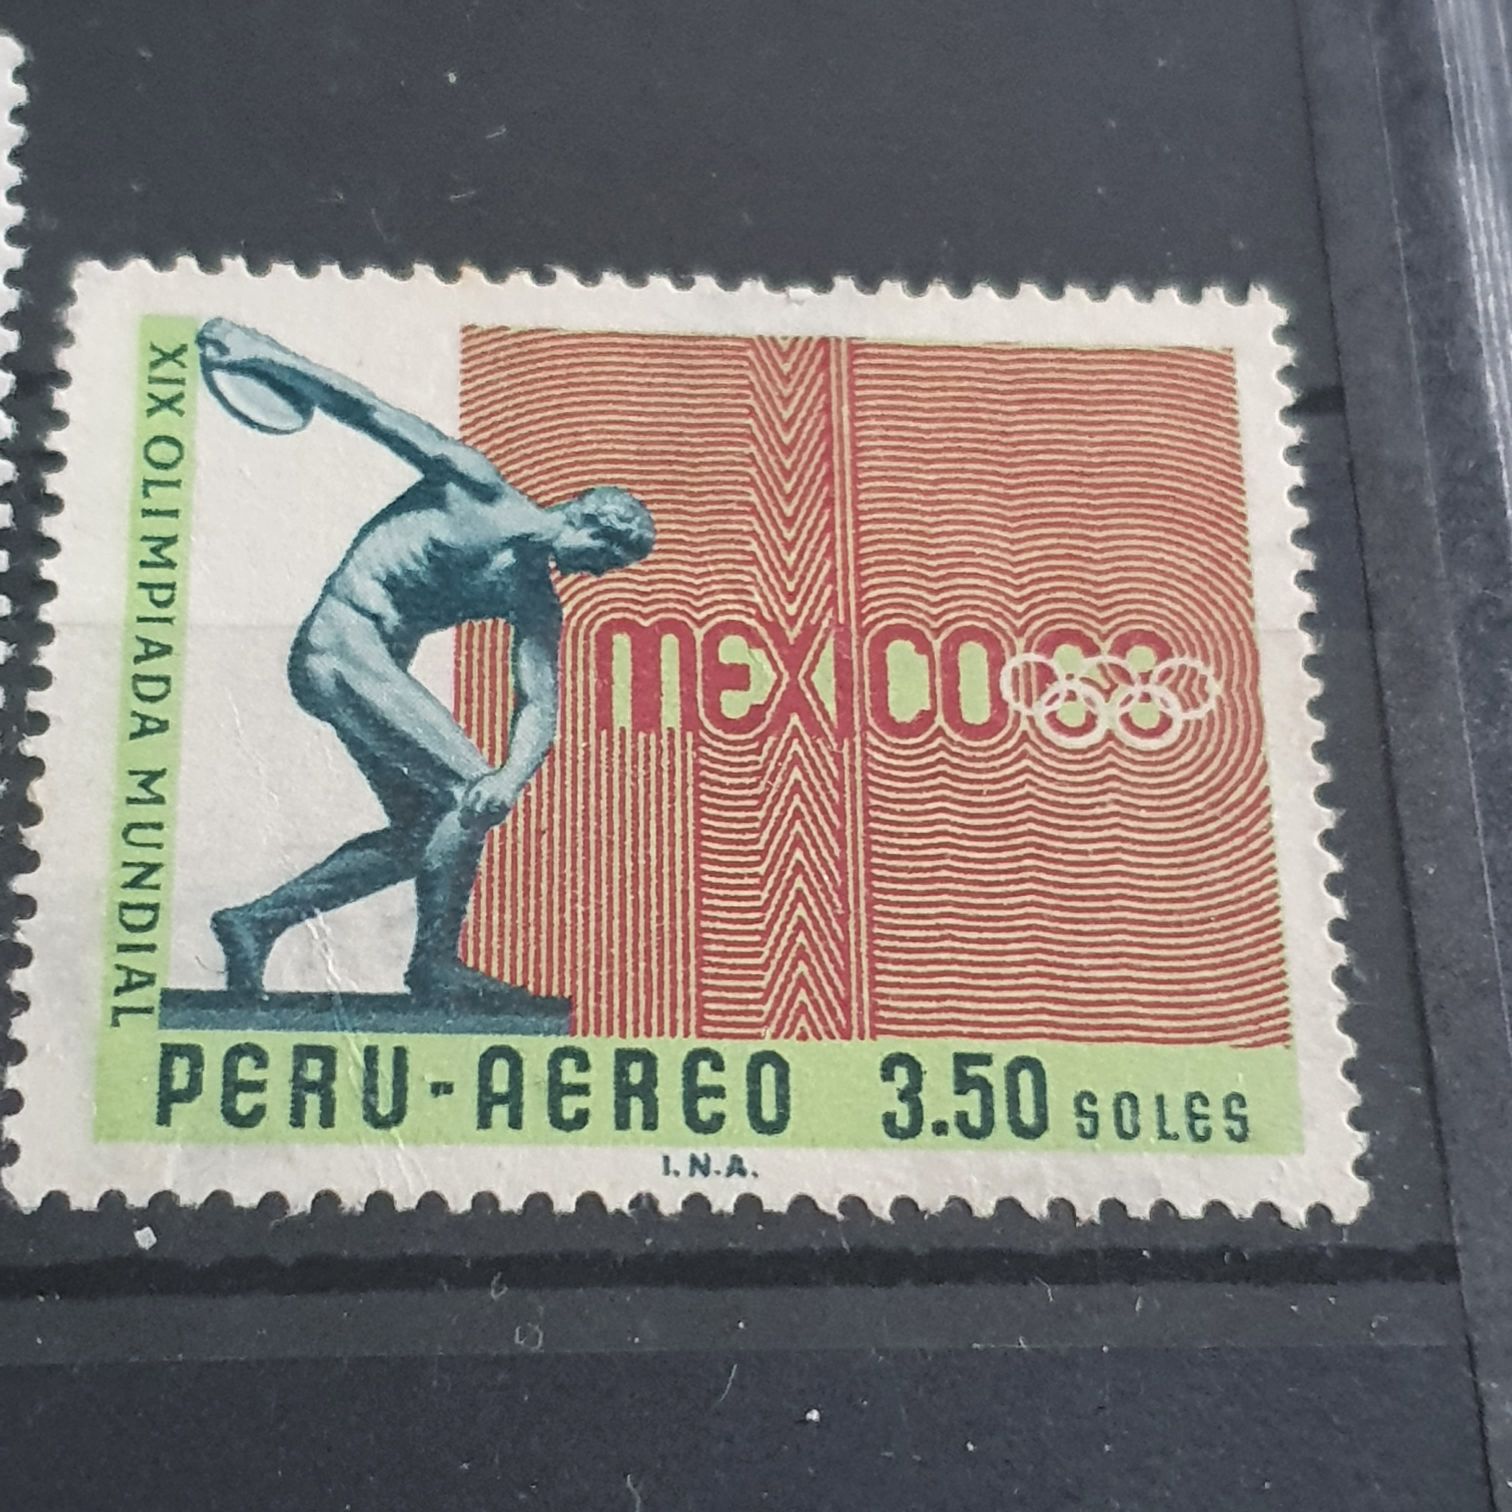 XIX OLIMPIADA MUNDIAL
MEXICO68
PERU-AEREO 3.50 SOLES
I.N.A.